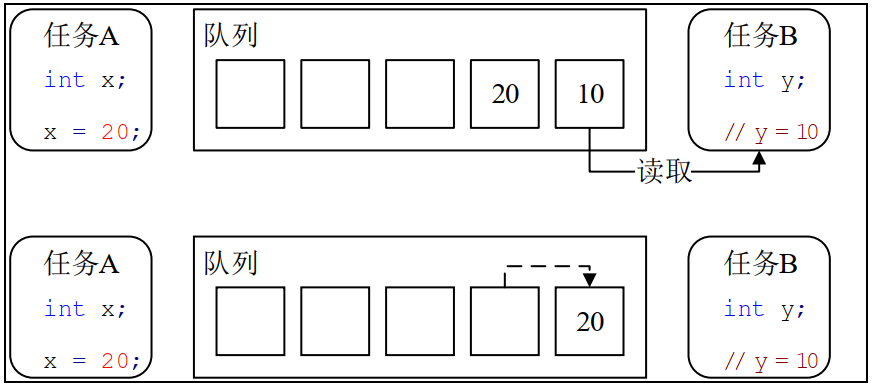 任务A
int x;
x = 20;
队列
20
10
任务B
int y;
// y = 10
读取
任务A
int x;
x = 20;
队列
20
任务B
int y;
// y = 10